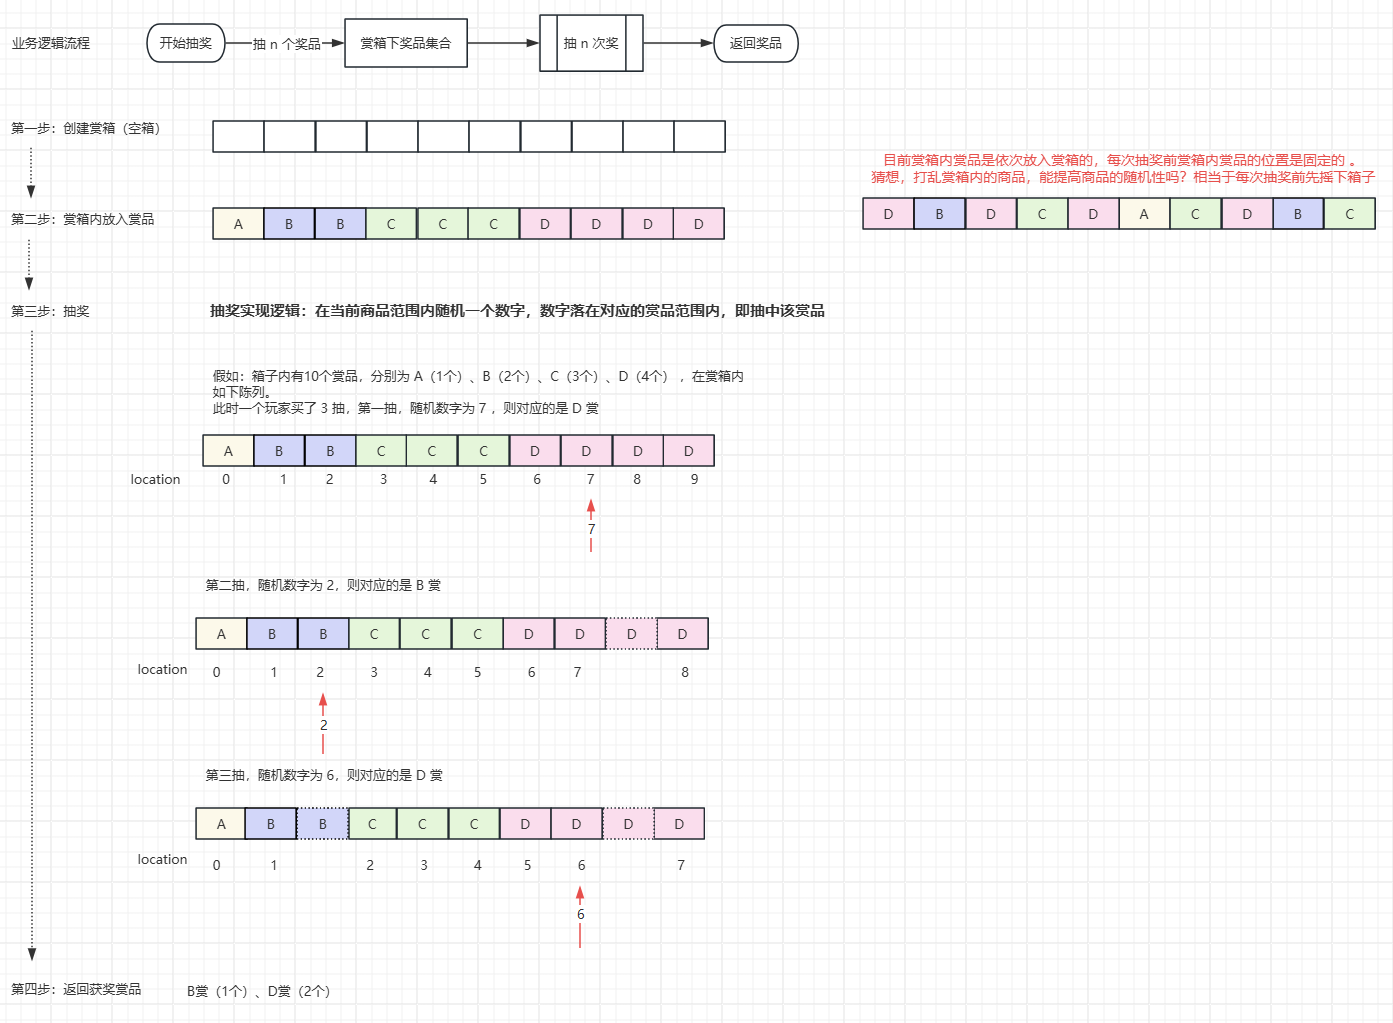 业务逻辑流程
开始抽奖
抽 n 个奖品
赏箱下奖品集合
抽 n 次奖
返回奖品
第一步：创建赏箱（空箱）
目前赏箱内赏品是依次放入赏箱的，每次抽奖前赏箱内赏品的位置是固定的 。
猜想，打乱赏箱内的商品，能提高商品的随机性吗？相当于每次抽奖前先摇下箱子
D B D C D A C D B C
第二步：赏箱内放入赏品
A B B C C C D D D D
第三步：抽奖
抽奖实现逻辑：在当前商品范围内随机一个数字，数字落在对应的赏品范围内，即抽中该赏品
假如：箱子内有10个赏品，分别为 A（1个）、B（2个）、C（3个）、D（4个） ，在赏箱内
如下陈列。
此时一个玩家买了 3 抽，第一抽，随机数字为 7 ，则对应的是 D 赏
A B B C C C D D D D
location 0 1 2 3 4 5 6 7 8 9
7
第二抽，随机数字为 2，则对应的是 B 赏
A B B C C C D D D D
location 0 1 2 3 4 5 6 7 8
2
第三抽，随机数字为 6，则对应的是 D 赏
A B B C C C D D D D
location 0 1 2 3 4 5 6 7
6
第四步：返回获奖赏品
B赏（1个）、D赏（2个）